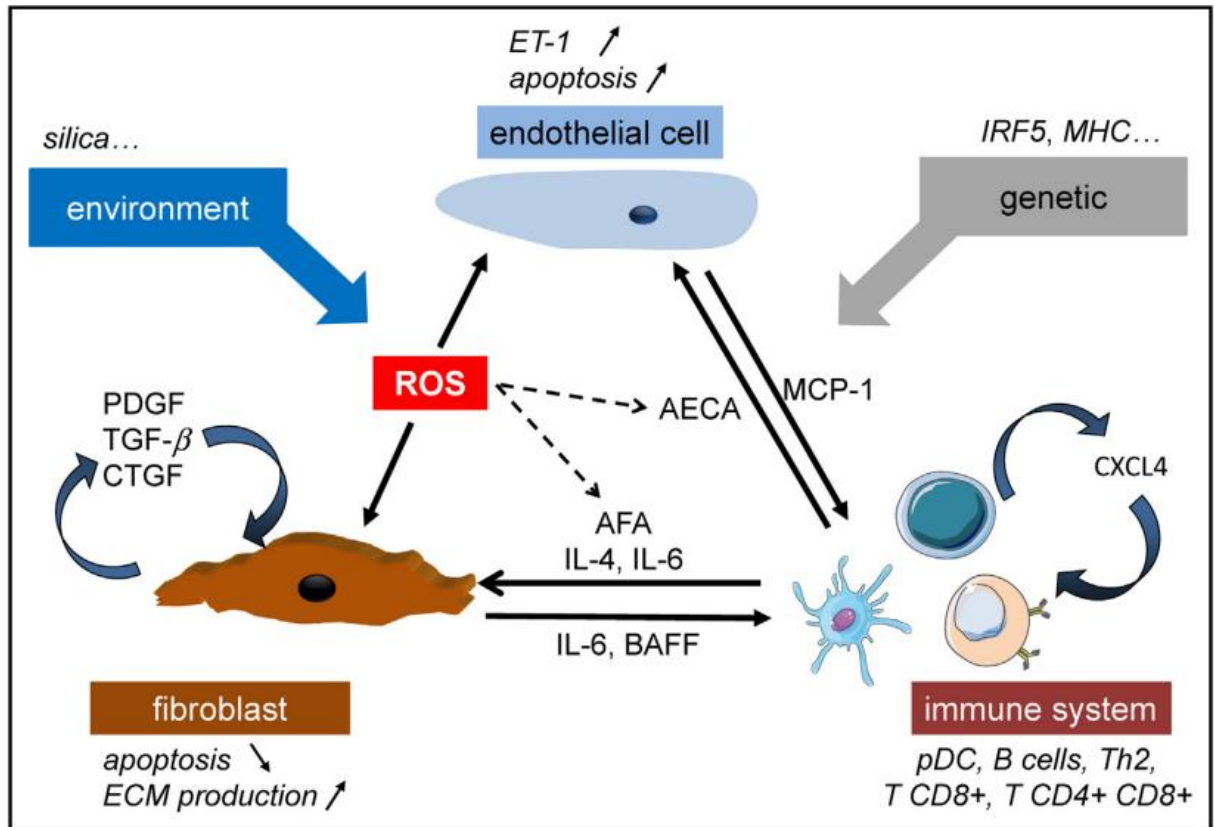 ET-1 ↗
apoptosis ↗
endothelial cell
silica…
environment
IRF5, MHC…
genetic
ROS
AECA
MCP-1
PDGF
TGF-β
CTGF
CXCL4
AFA
IL-4, IL-6
IL-6, BAFF
fibroblast
apoptosis ↘
ECM production ↗
immune system
pDC, B cells, Th2,
T CD8+, T CD4+ CD8+